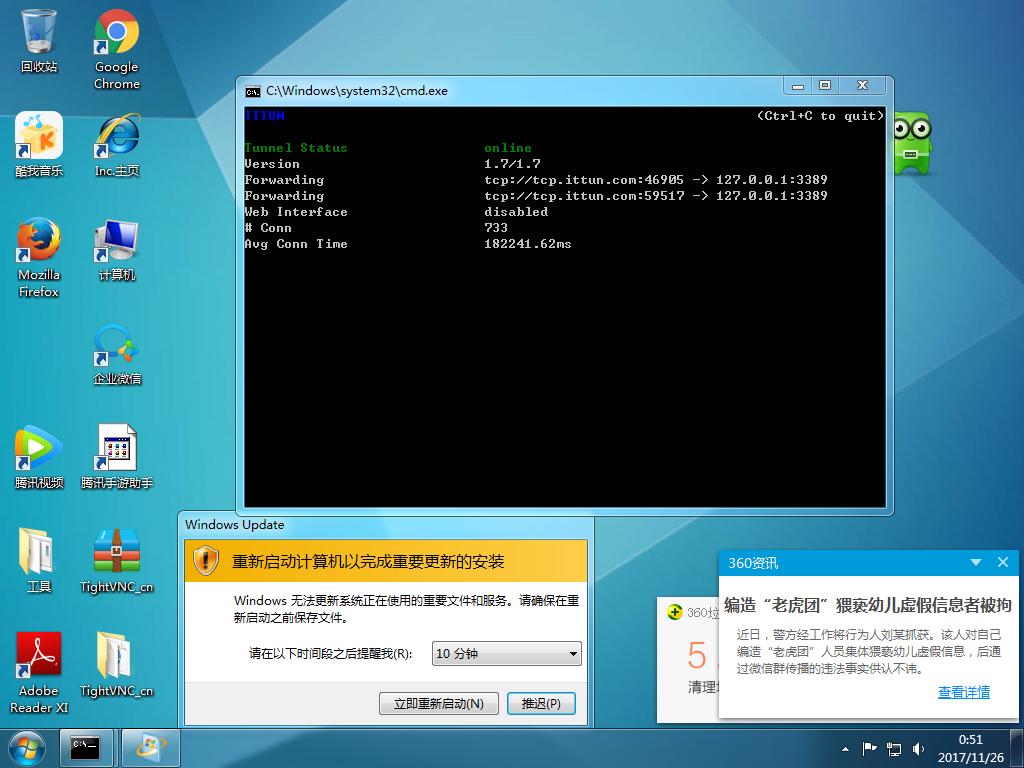 回收站
Google
Chrome
酷我音乐
Inc.主页
Mozilla
Firefox
计算机
企业微信
腾讯视频
腾讯手游助手
工具
TightVNC_cn
Adobe
Reader XI
TightVNC_cn
C:\Windows\system32\cmd.exe
ITTUN (Ctrl+C to quit)
Tunnel Status online
Version 1.7/1.7
Forwarding tcp://tcp.ittun.com:46905 -> 127.0.0.1:3389
Forwarding tcp://tcp.ittun.com:59517 -> 127.0.0.1:3389
Web Interface disabled
# Conn 733
Avg Conn Time 182241.62ms
Windows Update
重新启动计算机以完成重要更新的安装
Windows 无法更新系统正在使用的重要文件和服务。请确保在重
新启动之前保存文件。
请在以下时间段之后提醒我(R): 10 分钟
立即重新启动(N) 推迟(P)
360垃
5
清理
360资讯
编造“老虎团”猥亵幼儿虚假信息者被拘
近日，警方经工作将行为人刘某抓获。该人对自己
编造“老虎团”人员集体猥亵幼儿虚假信息，后通
过微信群传播的违法事实供认不讳。
查看详情
0:51
2017/11/26